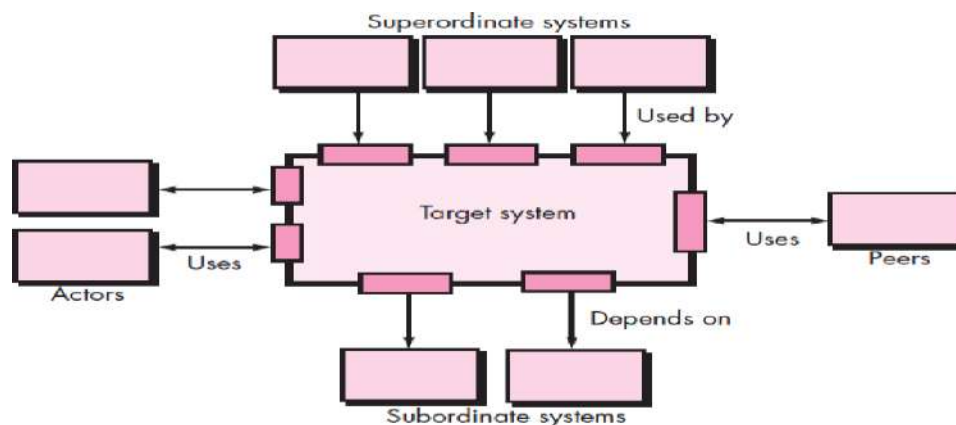 Superordinate systems
Used by
Target system
Uses
Actors
Uses
Peers
Depends on
Subordinate systems